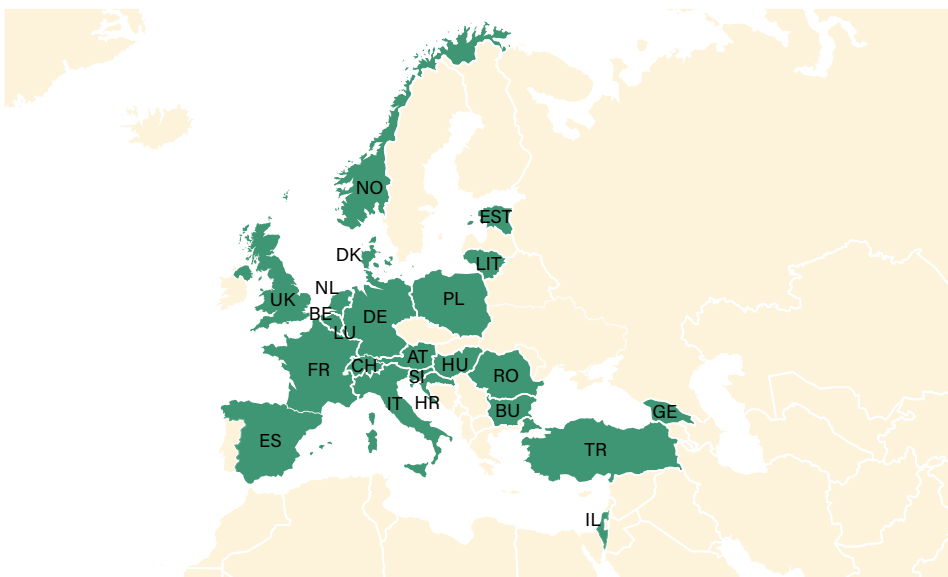 NO
EST
DK
LIT
NL
UK
PL
BE
DE
LU
AT
CH
HU
FR
SI
RO
HR
IT
BU
GE
ES
TR
IL